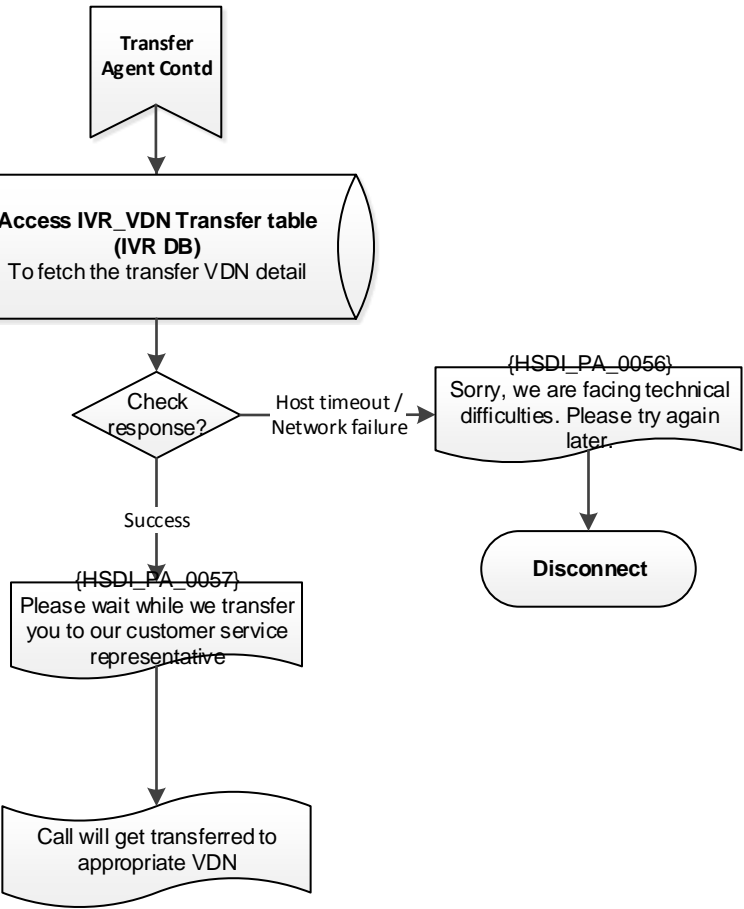 Transfer
Agent Contd
Access IVR_VDN Transfer table
(IVR DB)
To fetch the transfer VDN detail
Check
response?
Host timeout /
Network failure
{HSDI_PA_0056}
Sorry, we are facing technical
difficulties. Please try again
later.
Success
Disconnect
{HSDI_PA_0057}
Please wait while we transfer
you to our customer service
representative
Call will get transferred to
appropriate VDN